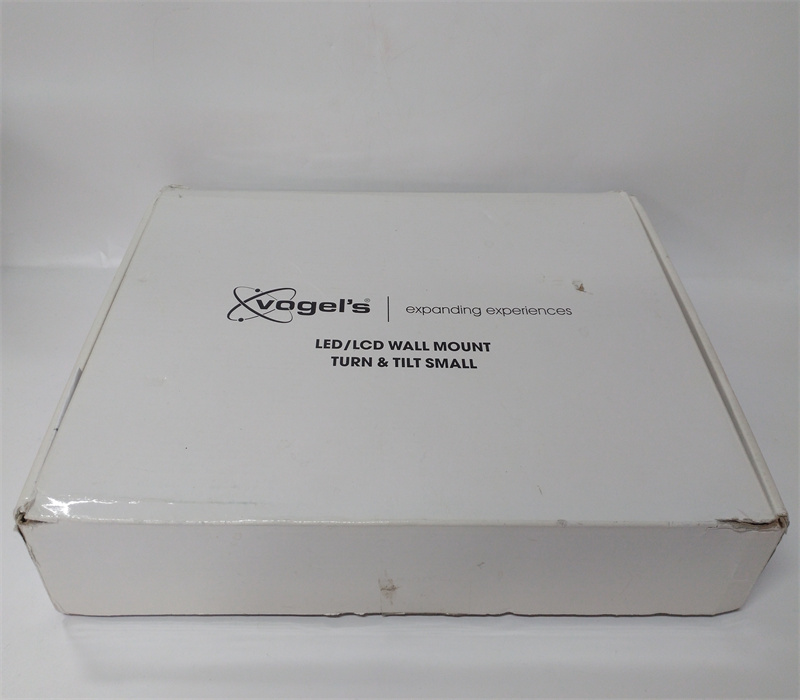 vogel's® | expanding experiences
LED/LCD WALL MOUNT
TURN & TILT SMALL